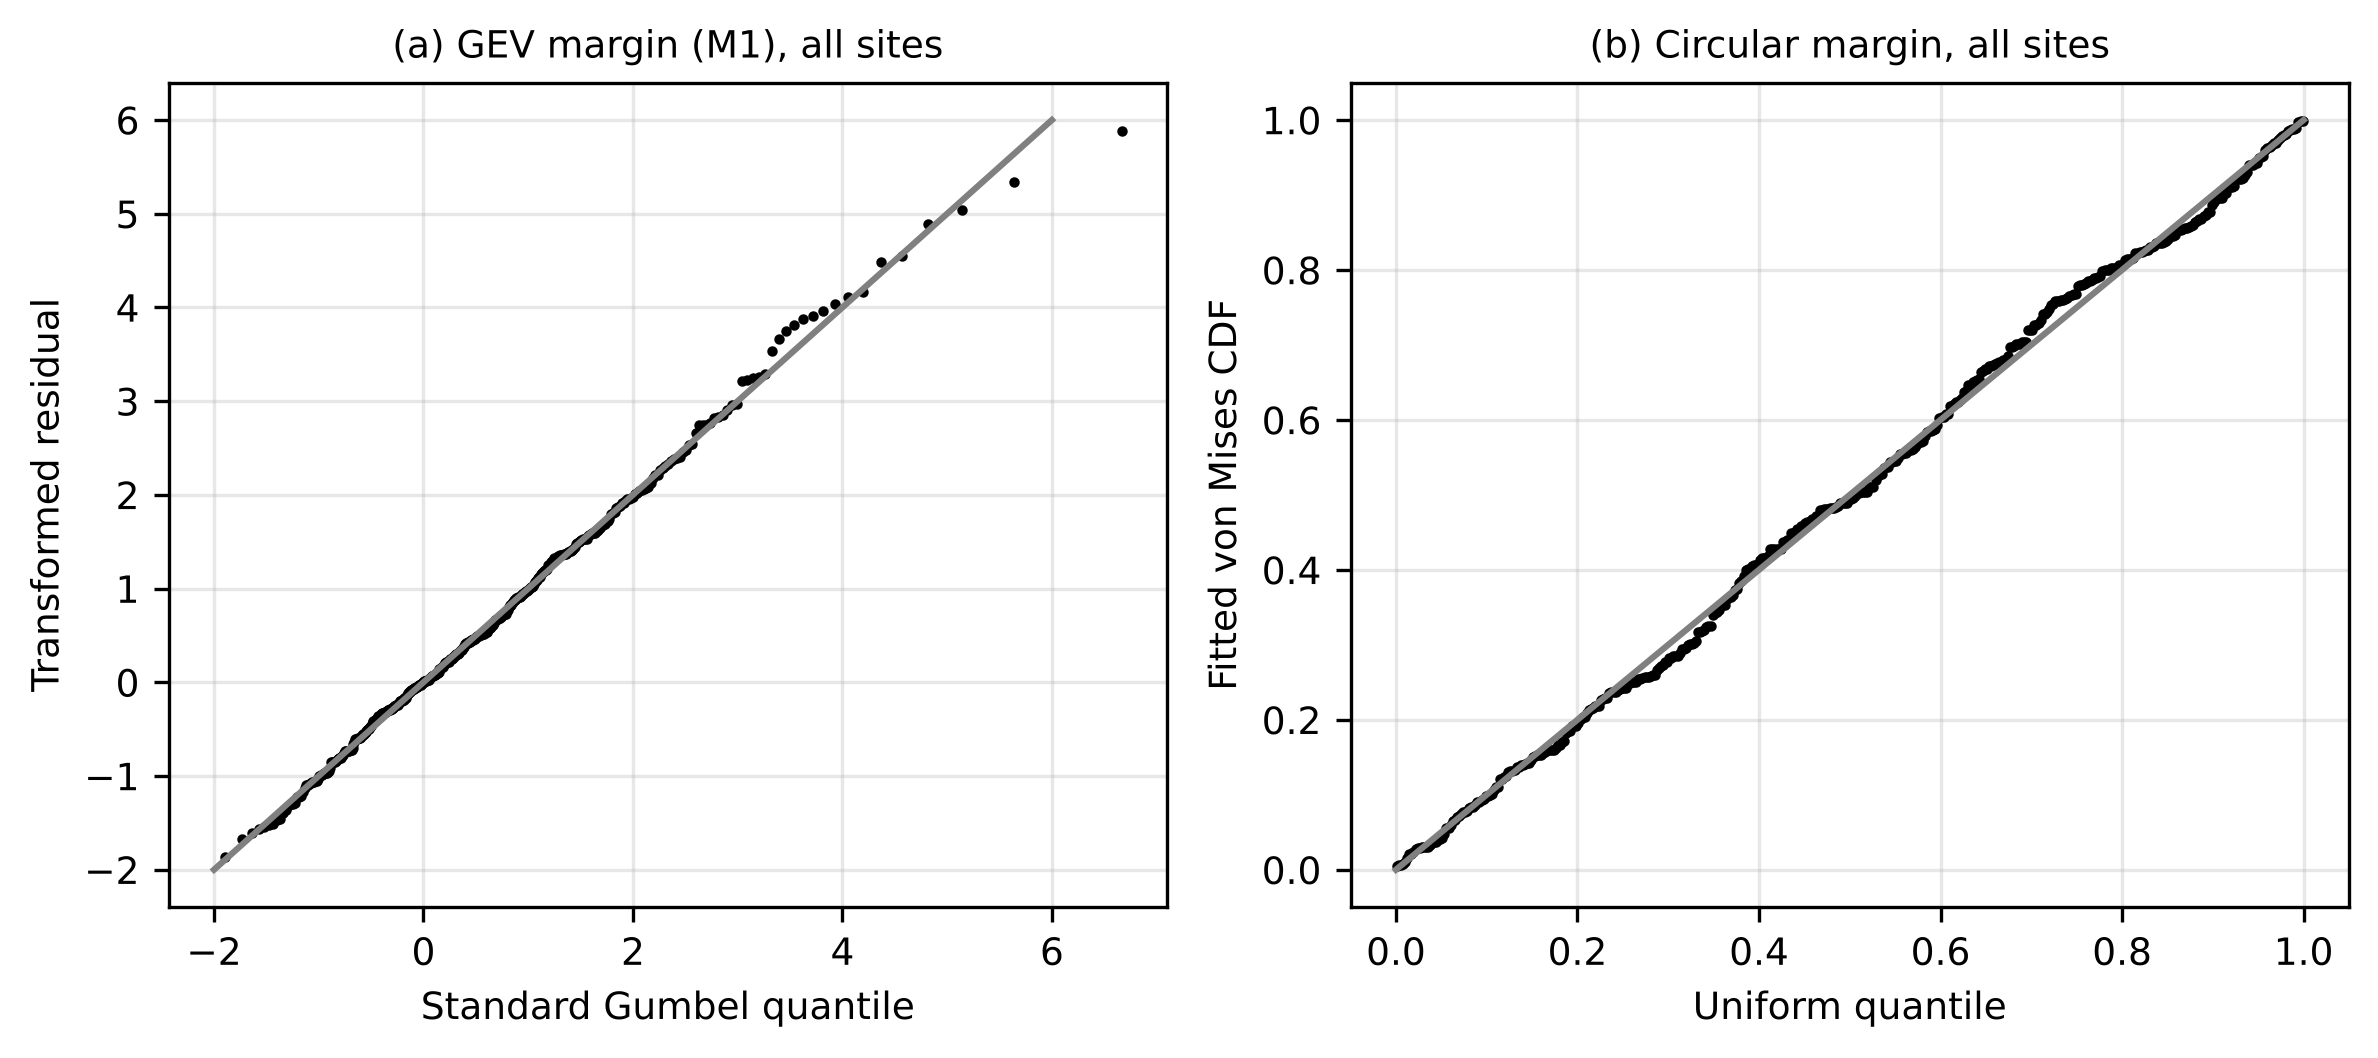 (a) GEV margin (M1), all sites
6
5
4
3
2
1
0
−1
−2
Transformed residual
−2 0 2 4 6
Standard Gumbel quantile
(b) Circular margin, all sites
1.0
0.8
0.6
0.4
0.2
0.0
Fitted von Mises CDF
0.0 0.2 0.4 0.6 0.8 1.0
Uniform quantile